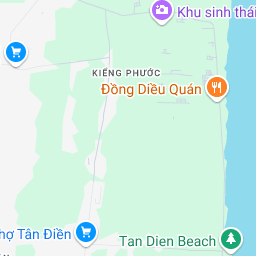 Khu sinh thái
KIẾNG PHƯỚC
Đồng Diều Quán
hợ Tân Điền
Tan Dien Beach